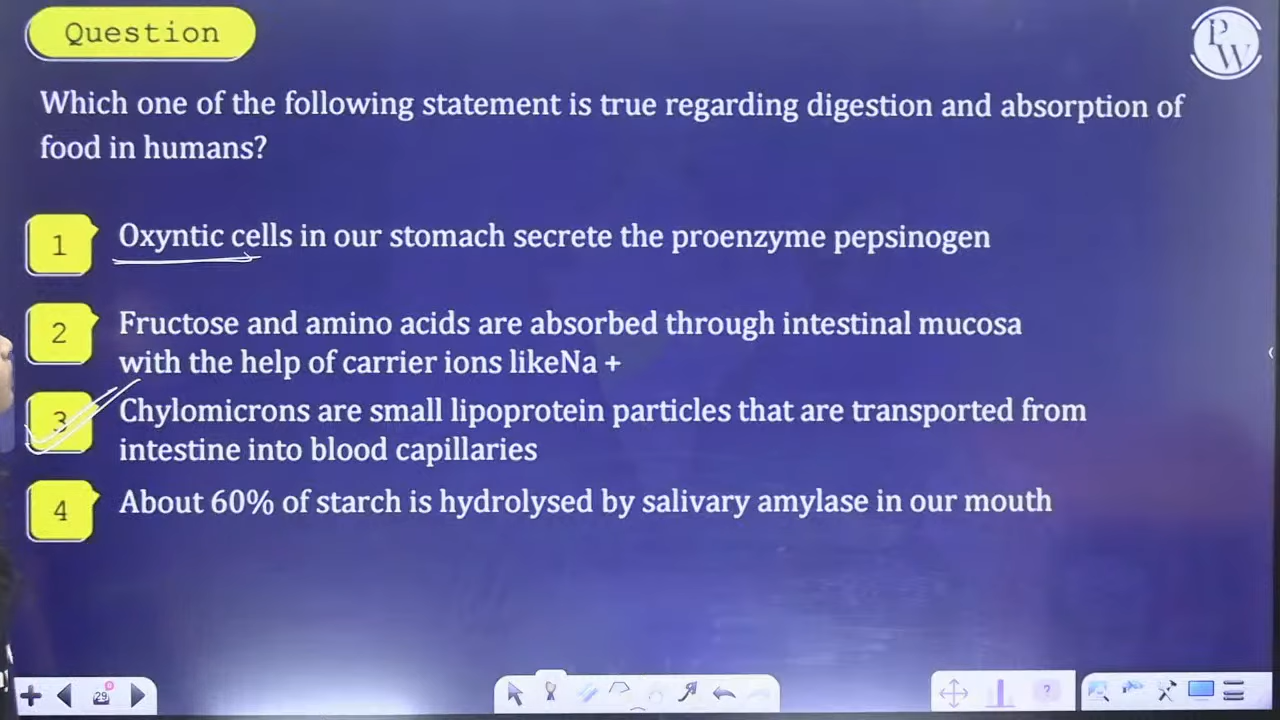 Question
PW
Which one of the following statement is true regarding digestion and absorption of
food in humans?
1 Oxyntic cells in our stomach secrete the proenzyme pepsinogen
2 Fructose and amino acids are absorbed through intestinal mucosa
with the help of carrier ions likeNa +
3 Chylomicrons are small lipoprotein particles that are transported from
intestine into blood capillaries
4 About 60% of starch is hydrolysed by salivary amylase in our mouth
29
?